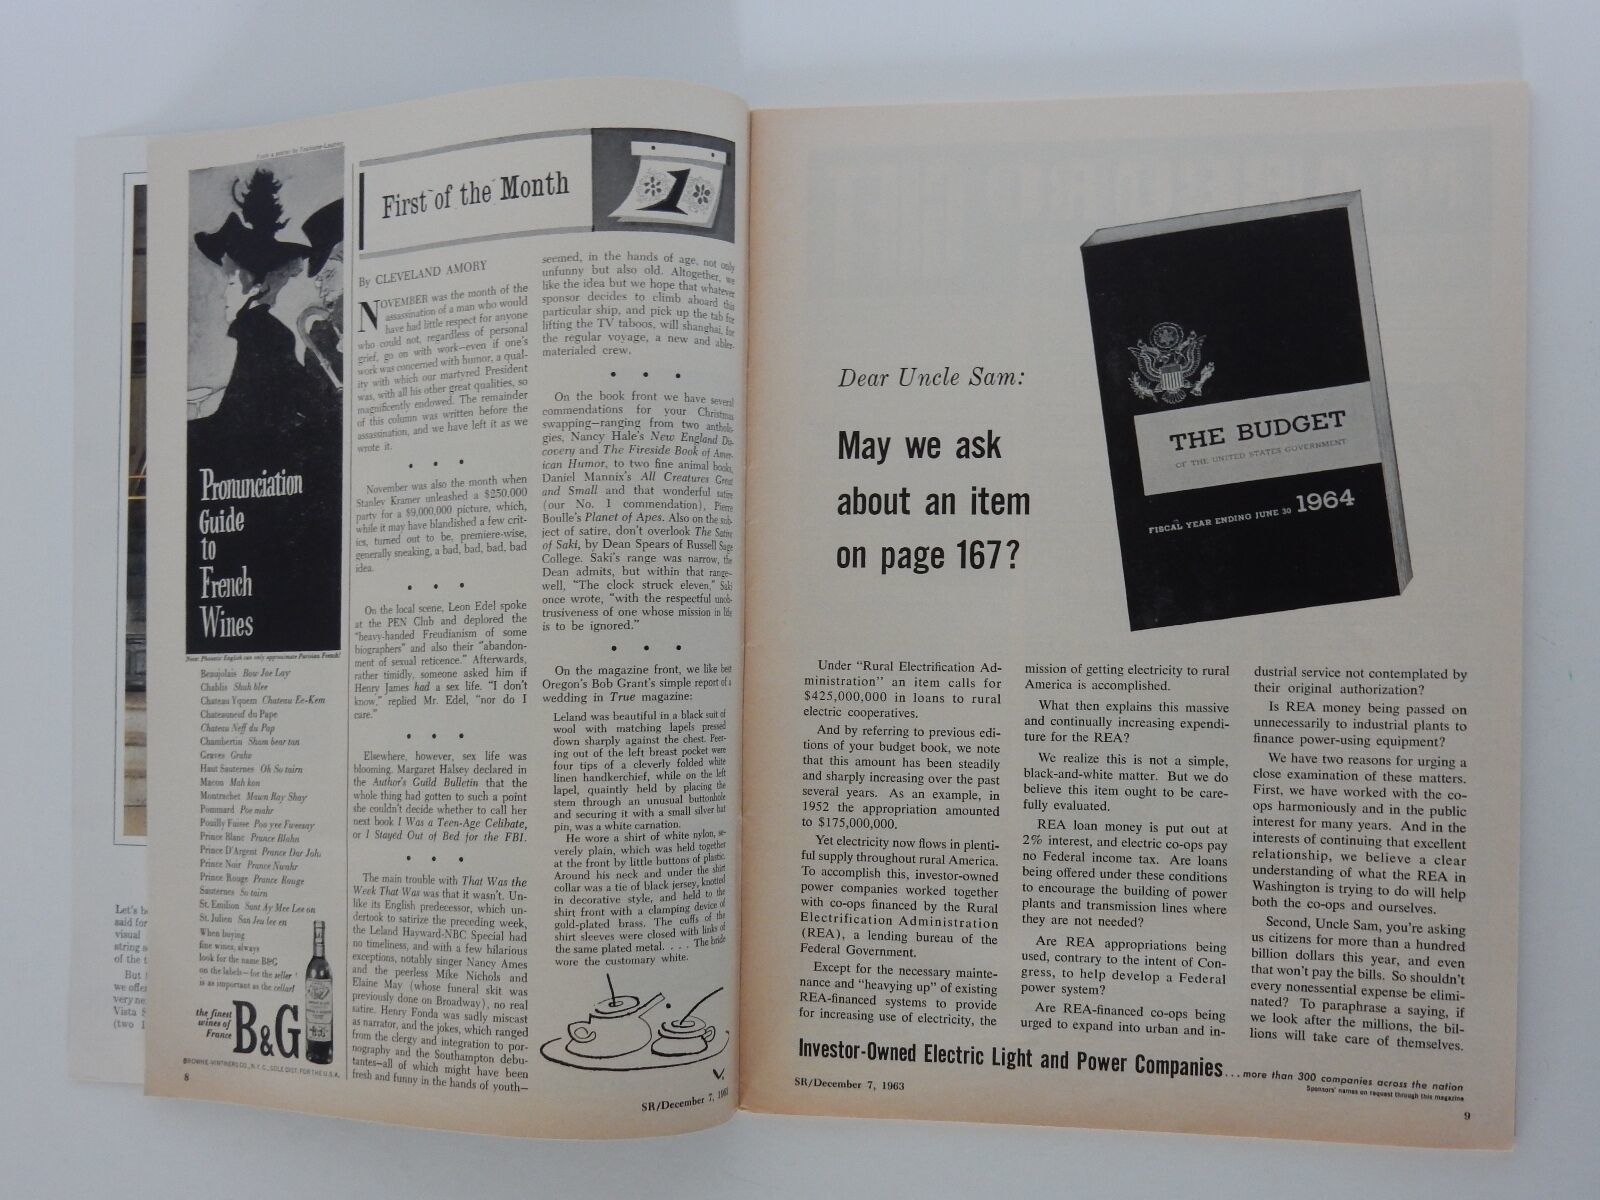 From a poster by Toulouse-Lautrec
Pronunciation
Guide
to
French
Wines
Note: Phonetic English can only approximate Parisian French!
Beaujolais Bow Joe Lay
Chablis Shah blee
Chateau Yquem Chateau Ee-Kem
Chateauneuf du Pape
Chateau Neff du Pap
Chambertin Sham bear tan
Graves Grahv
Haut Sauternes Oh So tairn
Macon Mah kon
Montrachet Mawn Ray Shay
Pommard Poe mahr
Pouilly Fuisse Poo yee Fweesay
Prince Blanc Prance Blahn
Prince D'Argent Prance Dar John
Prince Noir Prance Nwahr
Prince Rouge Prance Rouge
Sauternes So tairn
St. Emilion Sant Ay Mee Lee on
St. Julien San Jeu lee en
When buying
fine wines, always
look for the name B&G
on the labels—for the seller
is as important as the cellar!
the finest
wines of
France
B&G
BROWNE-VINTNERS CO., N.Y.C., SOLE DIST. FOR THE U.S.A.
8
Let's b
said for
visual
string s
of the t
But
we offe
very ne
Vista S
(two I
First of the Month
1
By CLEVELAND AMORY
NOVEMBER was the month of the
assassination of a man who would
have had little respect for anyone
who could not, regardless of personal
grief, go on with work—even if one's
work was concerned with humor, a qual-
ity with which our martyred President
was, with all his other great qualities, so
magnificently endowed. The remainder
of this column was written before the
assassination, and we have left it as we
wrote it.
• • •
November was also the month when
Stanley Kramer unleashed a $250,000
party for a $9,000,000 picture, which,
while it may have blandished a few crit-
ics, turned out to be, premiere-wise,
generally sneaking, a bad, bad, bad, bad
idea.
• • •
On the local scene, Leon Edel spoke
at the PEN Club and deplored the
"heavy-handed Freudianism of some
biographers" and also their "abandon-
ment of sexual reticence." Afterwards,
rather timidly, someone asked him if
Henry James had a sex life. "I don't
know," replied Mr. Edel, "nor do I
care."
• • •
Elsewhere, however, sex life was
blooming. Margaret Halsey declared in
the Author's Guild Bulletin that the
whole thing had gotten to such a point
she couldn't decide whether to call her
next book I Was a Teen-Age Celibate,
or I Stayed Out of Bed for the FBI.
• • •
The main trouble with That Was the
Week That Was was that it wasn't. Un-
like its English predecessor, which un-
dertook to satirize the preceding week,
the Leland Hayward-NBC Special had
no timeliness, and with a few hilarious
exceptions, notably singer Nancy Ames
and the peerless Mike Nichols and
Elaine May (whose funeral skit was
previously done on Broadway), no real
satire. Henry Fonda was sadly miscast
as narrator, and the jokes, which ranged
from the clergy and integration to por-
nography and the Southampton debu-
tantes—all of which might have been
fresh and funny in the hands of youth—
seemed, in the hands of age, not only
unfunny but also old. Altogether, we
like the idea but we hope that whatever
sponsor decides to climb aboard this
particular ship, and pick up the tab for
lifting the TV taboos, will shanghai, for
the regular voyage, a new and abler-
materialed crew.
• • •
On the book front we have several
commendations for your Christmas
swapping—ranging from two antholo-
gies, Nancy Hale's New England Dis-
covery and The Fireside Book of Amer-
ican Humor, to two fine animal books,
Daniel Mannix's All Creatures Great
and Small and that wonderful satire
(our No. 1 commendation), Pierre
Boulle's Planet of Apes. Also on the sub-
ject of satire, don't overlook The Satire
of Saki, by Dean Spears of Russell Sage
College. Saki's range was narrow, the
Dean admits, but within that range—
well, "The clock struck eleven," Saki
once wrote, "with the respectful unob-
trusiveness of one whose mission in life
is to be ignored."
• • •
On the magazine front, we like best
Oregon's Bob Grant's simple report of a
wedding in True magazine:
Leland was beautiful in a black suit of
wool with matching lapels pressed
down sharply against the chest. Peer-
ing out of the left breast pocket were
four tips of a cleverly folded white
linen handkerchief, while on the left
lapel, quaintly held by placing the
stem through an unusual buttonhole
and securing it with a small silver hat
pin, was a white carnation.
He wore a shirt of white nylon, se-
verely plain, which was held together
at the front by little buttons of plastic.
Around his neck and under the shirt
collar was a tie of black jersey, knotted
in decorative style, and held to the
shirt front with a clamping device of
gold-plated brass. The cuffs of the
shirt sleeves were closed with links of
the same plated metal. . . . The bride
wore the customary white.
V.
SR/December 7, 1963
Dear Uncle Sam:
May we ask
about an item
on page 167?
THE BUDGET
OF THE UNITED STATES GOVERNMENT
FISCAL YEAR ENDING JUNE 30 1964
Under "Rural Electrification Ad-
ministration" an item calls for
$425,000,000 in loans to rural
electric cooperatives.
And by referring to previous edi-
tions of your budget book, we note
that this amount has been steadily
and sharply increasing over the past
several years. As an example, in
1952 the appropriation amounted
to $175,000,000.
Yet electricity now flows in plenti-
ful supply throughout rural America.
To accomplish this, investor-owned
power companies worked together
with co-ops financed by the Rural
Electrification Administration
(REA), a lending bureau of the
Federal Government.
Except for the necessary mainte-
nance and "heavying up" of existing
REA-financed systems to provide
for increasing use of electricity, the
mission of getting electricity to rural
America is accomplished.
What then explains this massive
and continually increasing expendi-
ture for the REA?
We realize this is not a simple,
black-and-white matter. But we do
believe this item ought to be care-
fully evaluated.
REA loan money is put out at
2% interest, and electric co-ops pay
no Federal income tax. Are loans
being offered under these conditions
to encourage the building of power
plants and transmission lines where
they are not needed?
Are REA appropriations being
used, contrary to the intent of Con-
gress, to help develop a Federal
power system?
Are REA-financed co-ops being
urged to expand into urban and in-
dustrial service not contemplated by
their original authorization?
Is REA money being passed on
unnecessarily to industrial plants to
finance power-using equipment?
We have two reasons for urging a
close examination of these matters.
First, we have worked with the co-
ops harmoniously and in the public
interest for many years. And in the
interests of continuing that excellent
relationship, we believe a clear
understanding of what the REA in
Washington is trying to do will help
both the co-ops and ourselves.
Second, Uncle Sam, you're asking
us citizens for more than a hundred
billion dollars this year, and even
that won't pay the bills. So shouldn't
every nonessential expense be elimi-
nated? To paraphrase a saying, if
we look after the millions, the bil-
lions will take care of themselves.
Investor-Owned Electric Light and Power Companies . . . more than 300 companies across the nation
Sponsors' names on request through this magazine
SR/December 7, 1963
9